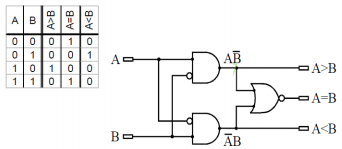 A B A>B A=B A<B
0 0 0 1 0
0 1 0 0 1
1 0 1 0 0
1 1 0 1 0
A
B
AB̅
A̅B
A>B
A=B
A<B